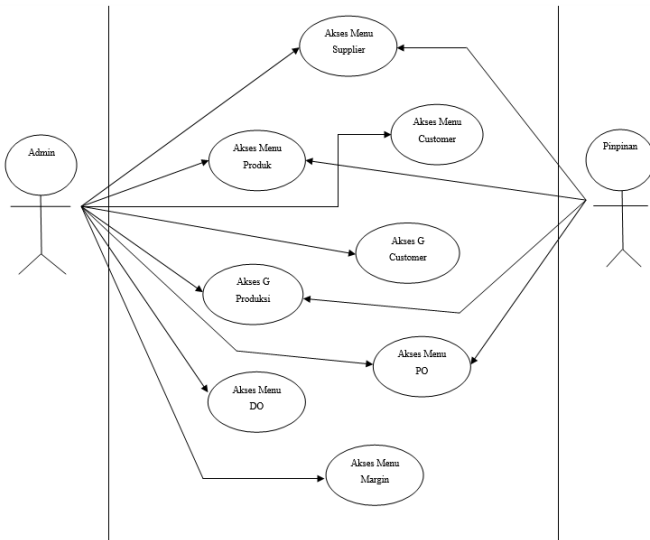 Akses Menu
Supplier
Akses Menu
Customer
Admin
Akses Menu
Produk
Pinpinan
Akses G
Customer
Akses G
Produksi
Akses Menu
PO
Akses Menu
DO
Akses Menu
Margin